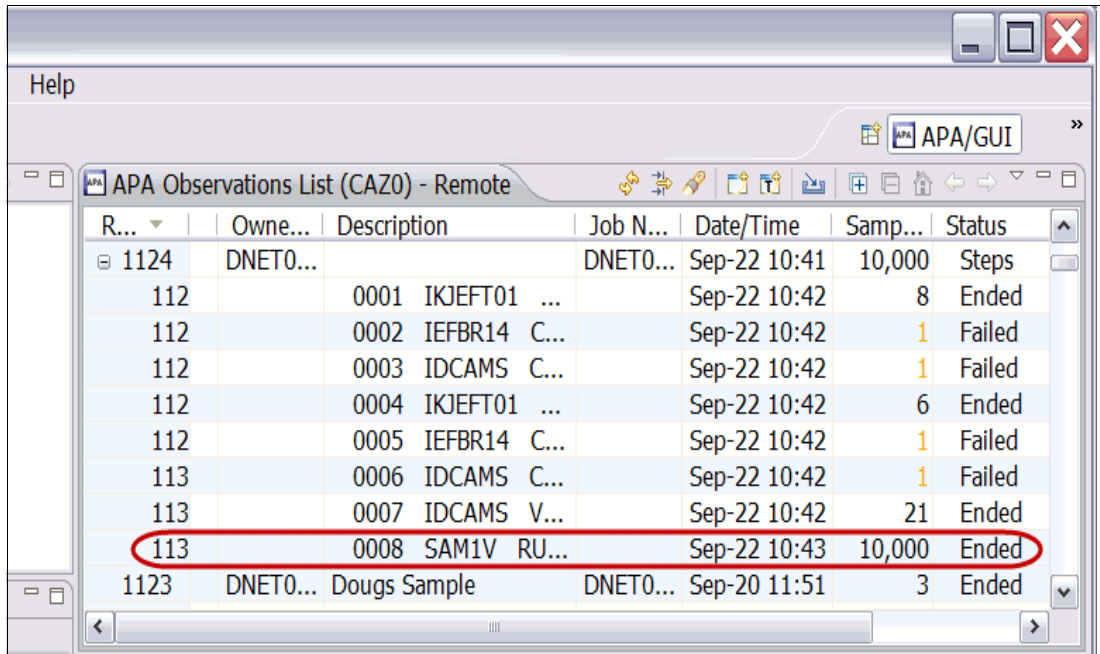 Help
APA APA/GUI »
APA APA Observations List (CAZ0) - Remote
R... Owne... Description Job N... Date/Time Samp... Status
1124 DNET0... DNET0... Sep-22 10:41 10,000 Steps
112 0001 IKJEFT01 ... Sep-22 10:42 8 Ended
112 0002 IEFBR14 C... Sep-22 10:42 1 Failed
112 0003 IDCAMS C... Sep-22 10:42 1 Failed
112 0004 IKJEFT01 ... Sep-22 10:42 6 Ended
112 0005 IEFBR14 C... Sep-22 10:42 1 Failed
113 0006 IDCAMS C... Sep-22 10:42 1 Failed
113 0007 IDCAMS V... Sep-22 10:42 21 Ended
113 0008 SAM1V RU... Sep-22 10:43 10,000 Ended
1123 DNET0... Dougs Sample DNET0... Sep-20 11:51 3 Ended